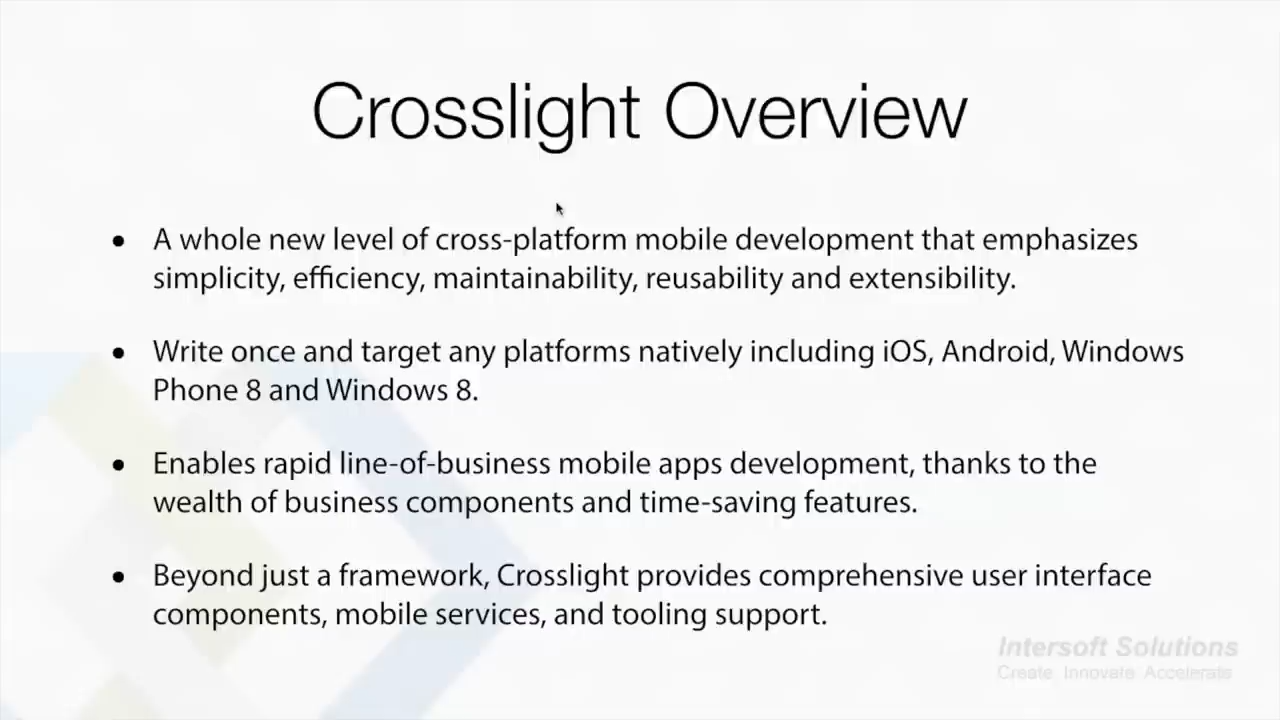 Crosslight Overview
• A whole new level of cross-platform mobile development that emphasizes
simplicity, efficiency, maintainability, reusability and extensibility.
• Write once and target any platforms natively including iOS, Android, Windows
Phone 8 and Windows 8.
• Enables rapid line-of-business mobile apps development, thanks to the
wealth of business components and time-saving features.
• Beyond just a framework, Crosslight provides comprehensive user interface
components, mobile services, and tooling support.
Intersoft Solutions
Create. Innovate. Accelerate.